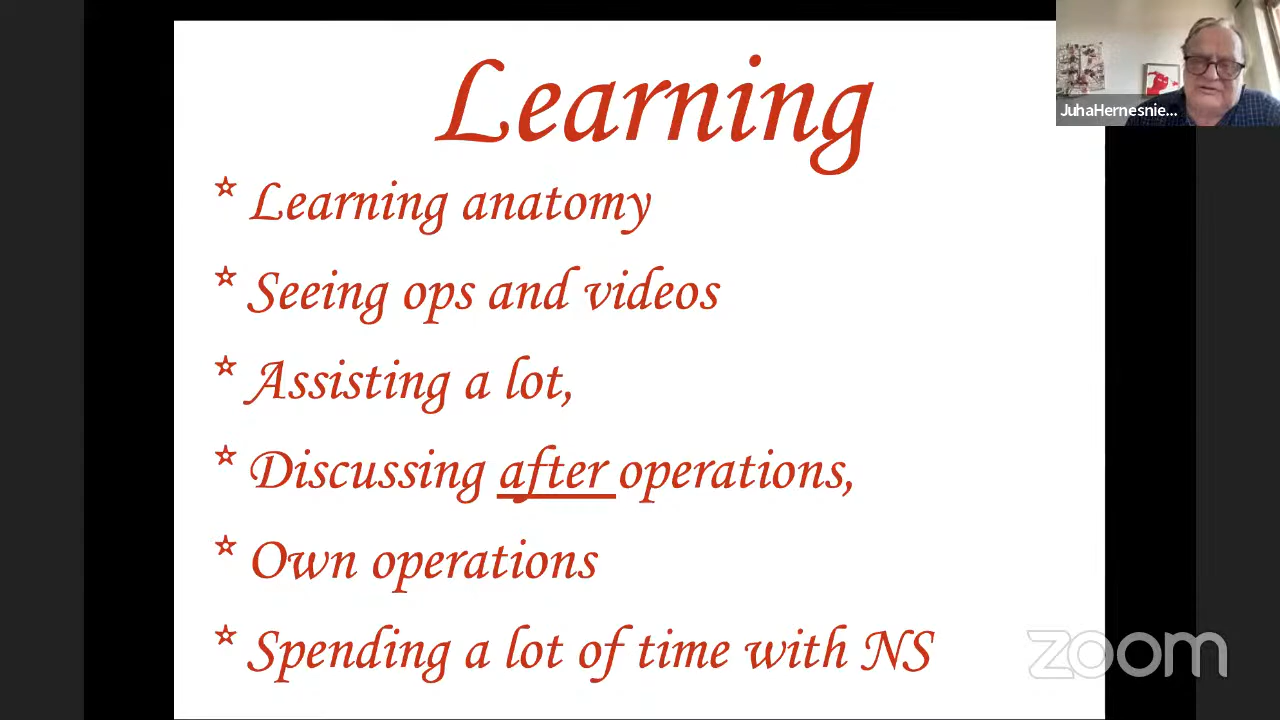 Learning
JuhaHernesnie...
* Learning anatomy
* Seeing ops and videos
* Assisting a lot,
* Discussing after operations,
* Own operations
* Spending a lot of time with NS
zoom